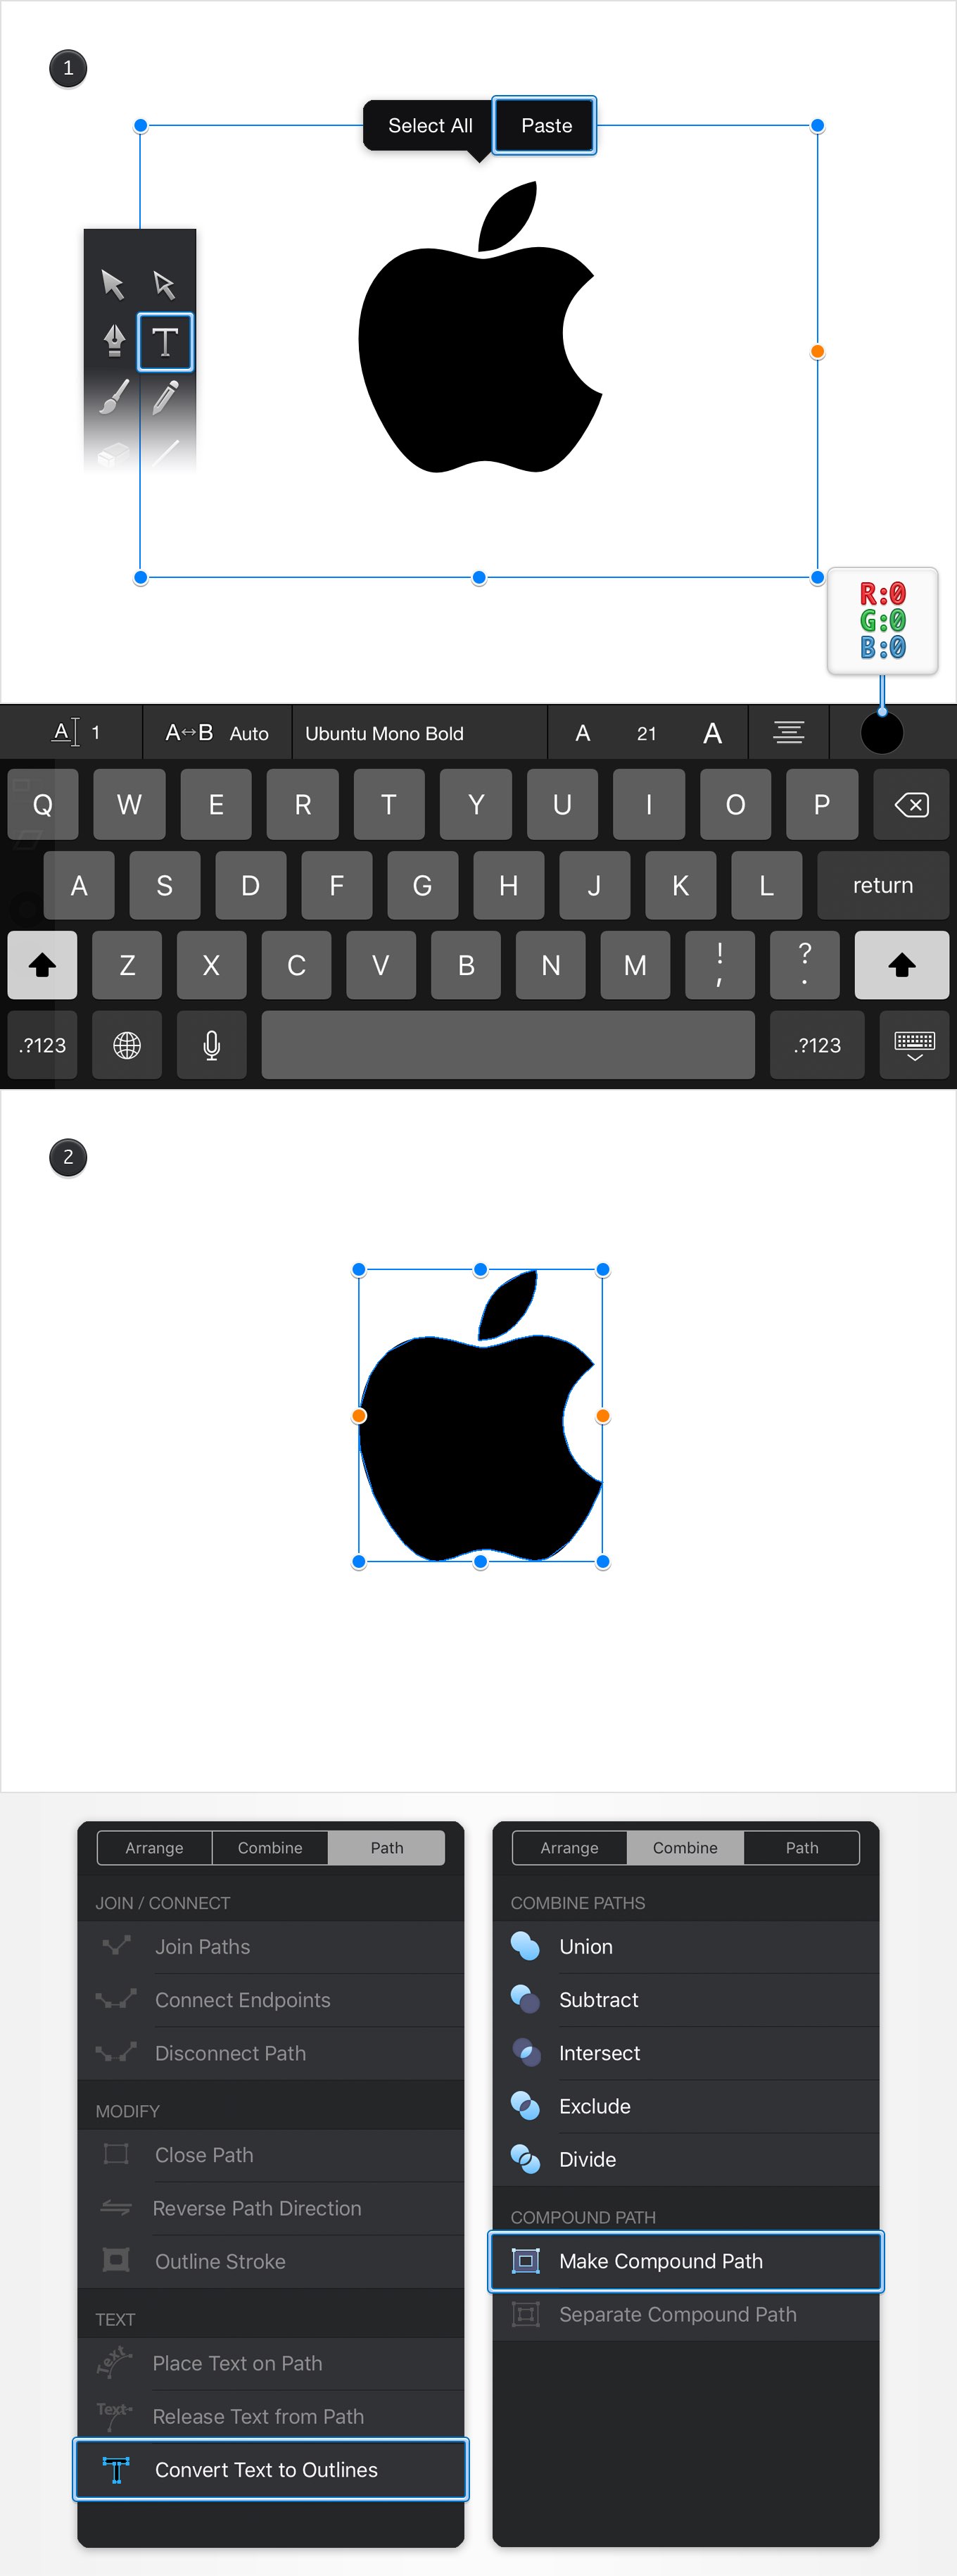 1
Select All Paste
T
R:0
G:0
B:0
A 1 A↔B Auto Ubuntu Mono Bold A 21 A
Q W E R T Y U I O P
A S D F G H J K L return
Z X C V B N M ! , ? .
.?123 .?123
2
Arrange Combine Path
JOIN / CONNECT
Join Paths
Connect Endpoints
Disconnect Path
MODIFY
Close Path
Reverse Path Direction
Outline Stroke
TEXT
Text Place Text on Path
Text Release Text from Path
T Convert Text to Outlines
Arrange Combine Path
COMBINE PATHS
Union
Subtract
Intersect
Exclude
Divide
COMPOUND PATH
Make Compound Path
Separate Compound Path